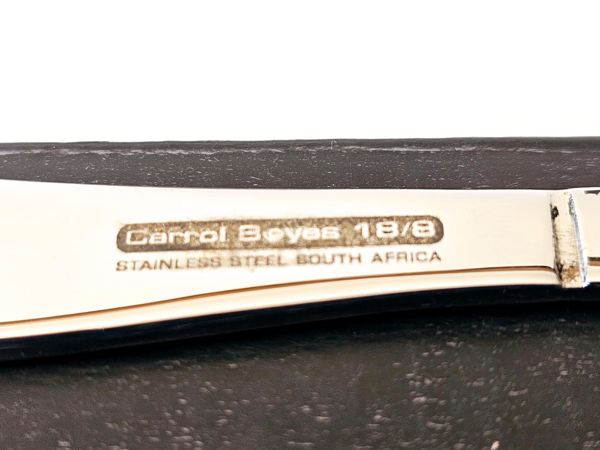 Carrol Boyes 18/8
STAINLESS STEEL SOUTH AFRICA